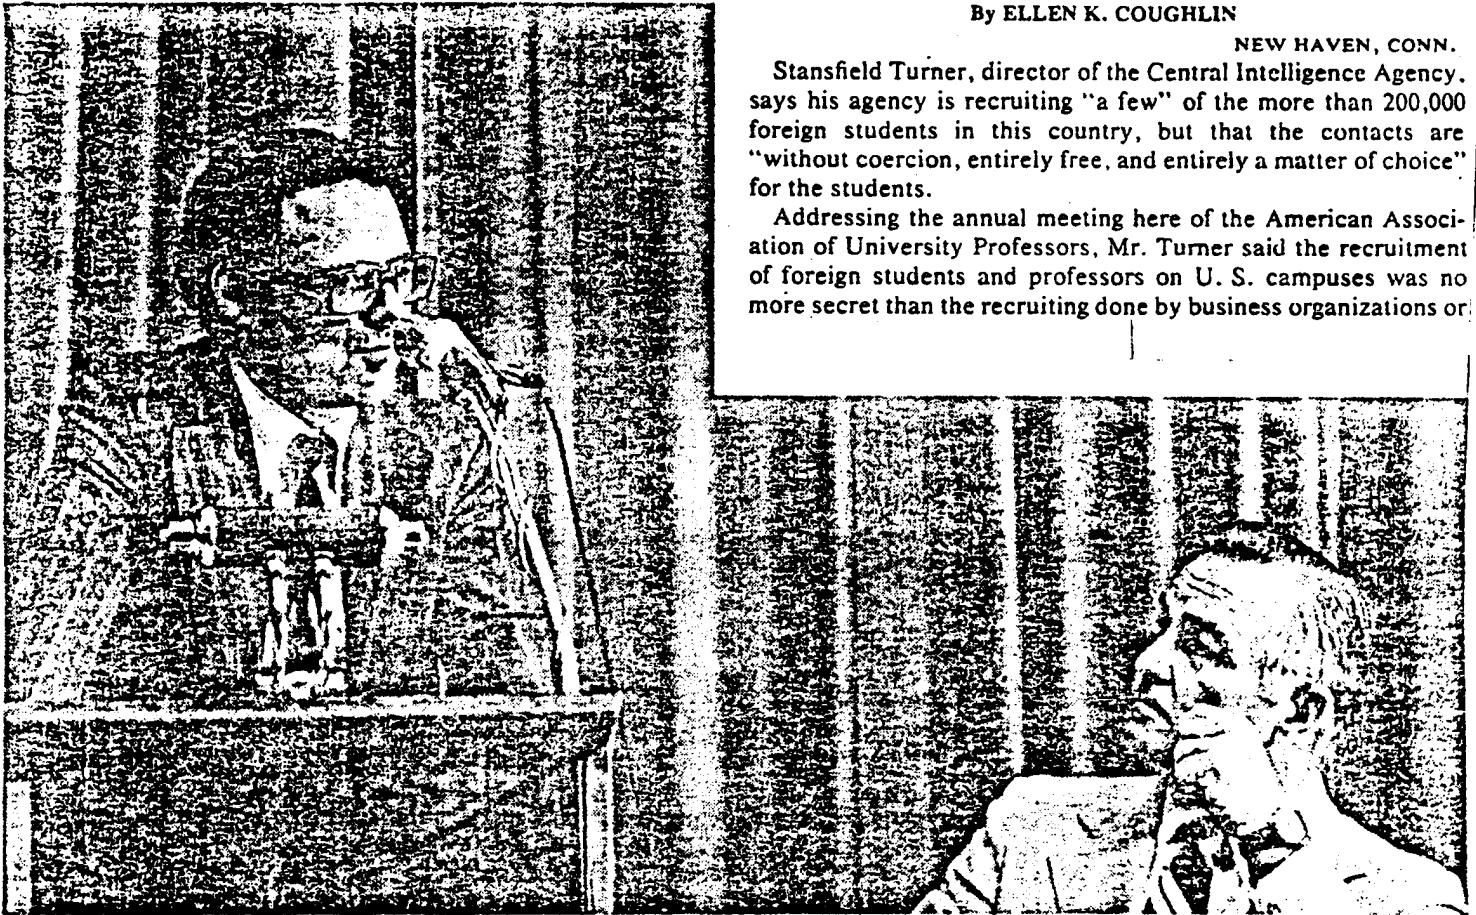 By ELLEN K. COUGHLIN
NEW HAVEN, CONN.
Stansfield Turner, director of the Central Intelligence Agency,
says his agency is recruiting "a few" of the more than 200,000
foreign students in this country, but that the contacts are
"without coercion, entirely free, and entirely a matter of choice"
for the students.
Addressing the annual meeting here of the American Associ-
ation of University Professors, Mr. Turner said the recruitment
of foreign students and professors on U. S. campuses was no
more secret than the recruiting done by business organizations or